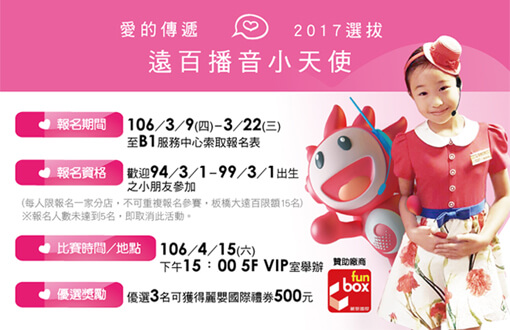 愛的傳遞 2017選拔
遠百播音小天使
報名期間 106/3/9(四)-3/22(三)
至B1服務中心索取報名表
報名資格 歡迎94/3/1-99/3/1出生
之小朋友參加
(每人限報名一家分店，不可重複報名參賽，板橋大遠百限額15名)
※報名人數未達到5名，即取消此活動。
比賽時間／地點 106/4/15(六)
下午15：00 5F VIP室舉辦
優選獎勵 優選3名可獲得麗嬰國際禮券500元
贊助廠商
fun
box
麗嬰國際